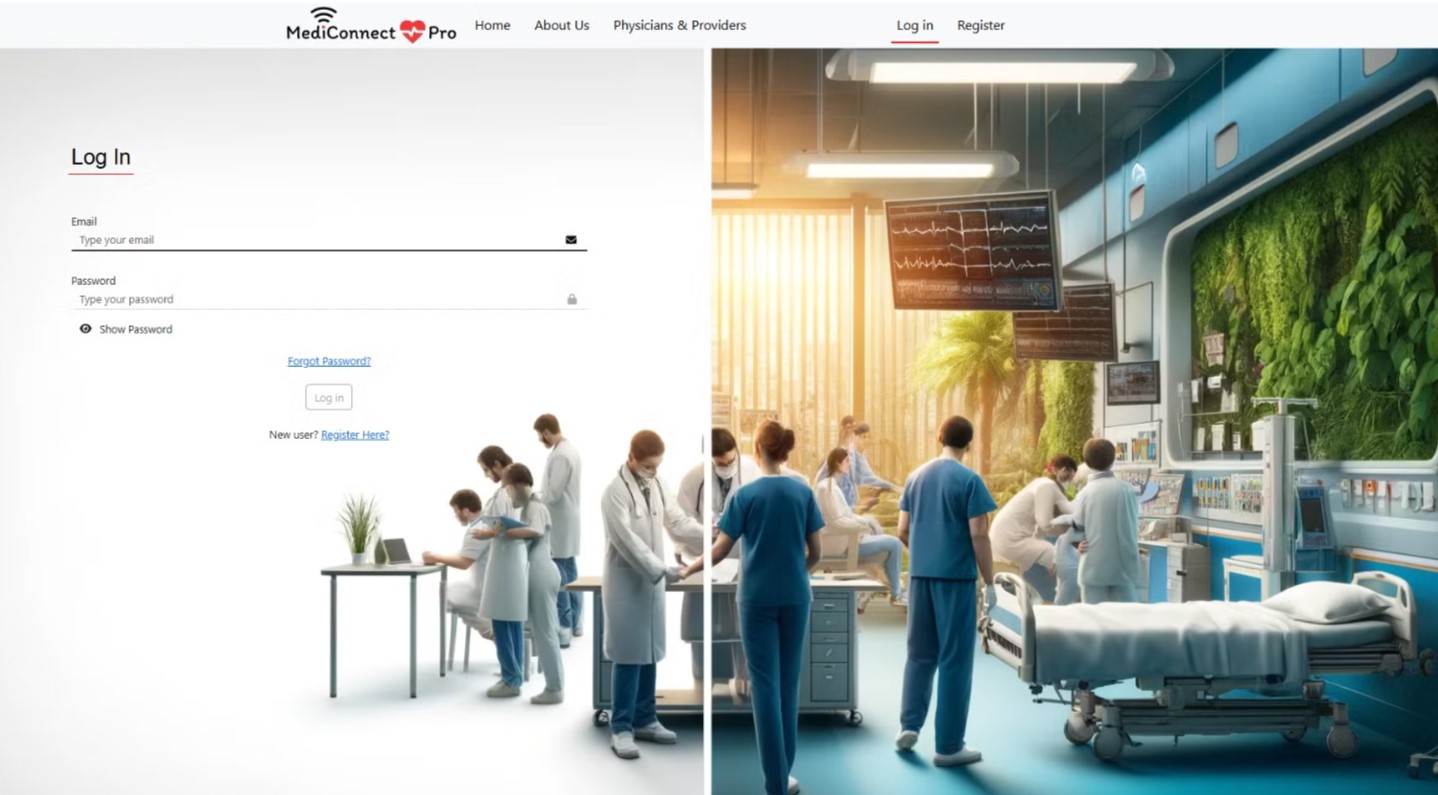 MediConnect Pro
Home About Us Physicians & Providers Log in Register
Log In
Email
Type your email
Password
Type your password
Show Password
Forgot Password?
Log in
New user? Register Here?